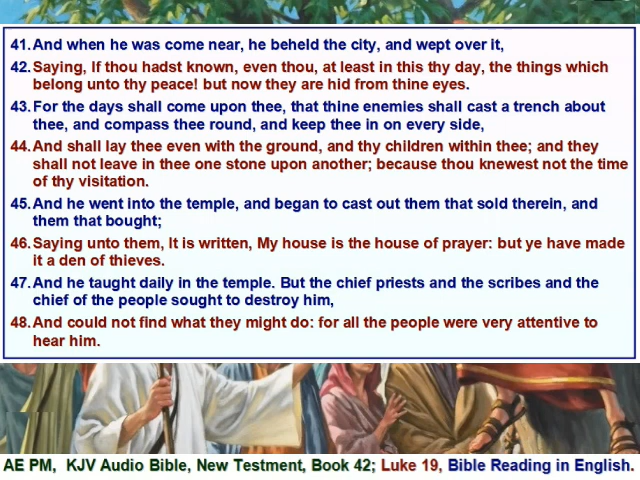 41. And when he was come near, he beheld the city, and wept over it,
42. Saying, If thou hadst known, even thou, at least in this thy day, the things which
belong unto thy peace! but now they are hid from thine eyes.
43. For the days shall come upon thee, that thine enemies shall cast a trench about
thee, and compass thee round, and keep thee in on every side,
44. And shall lay thee even with the ground, and thy children within thee; and they
shall not leave in thee one stone upon another; because thou knewest not the time
of thy visitation.
45. And he went into the temple, and began to cast out them that sold therein, and
them that bought;
46. Saying unto them, It is written, My house is the house of prayer: but ye have made
it a den of thieves.
47. And he taught daily in the temple. But the chief priests and the scribes and the
chief of the people sought to destroy him,
48. And could not find what they might do: for all the people were very attentive to
hear him.
AE PM, KJV Audio Bible, New Testment, Book 42; Luke 19, Bible Reading in English.